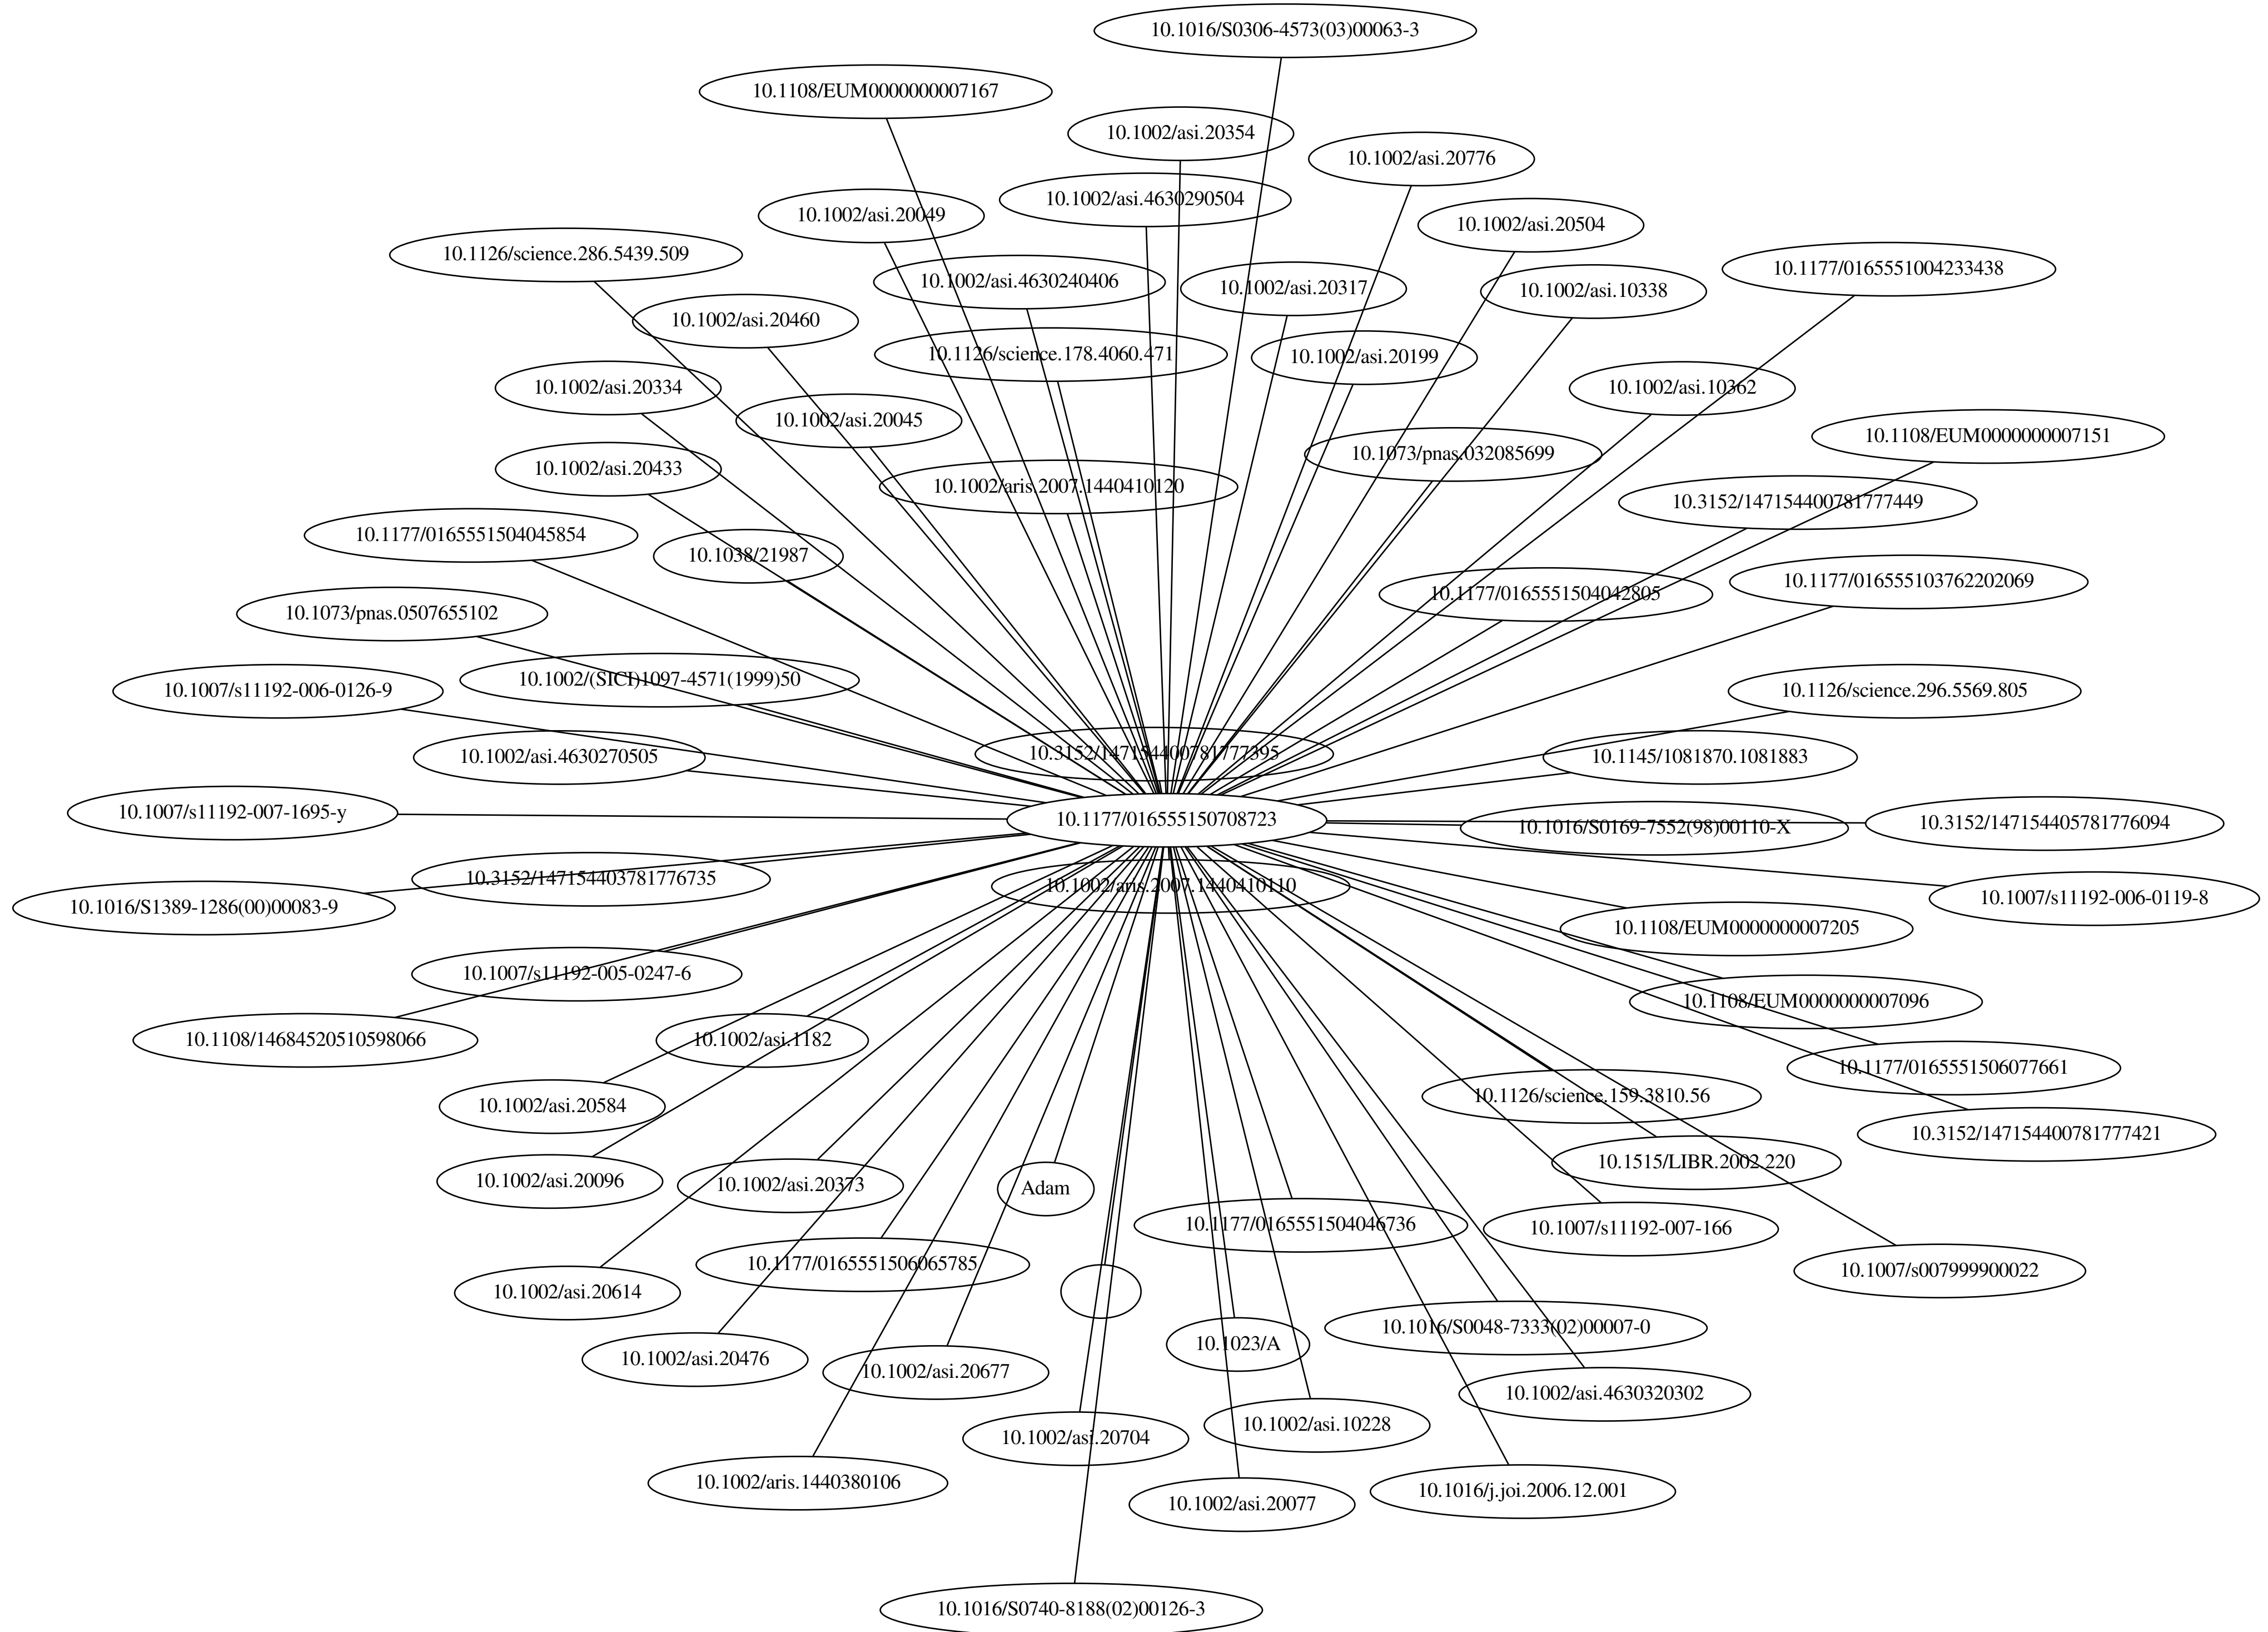 10.1016/S0306-4573(03)00063-3
10.1108/EUM0000000007167
10.1002/asi.20354
10.1002/asi.20776
10.1002/asi.4630290504
10.1002/asi.20049
10.1002/asi.20504
10.1126/science.286.5439.509
10.1177/0165551004233438
10.1002/asi.4630240406
10.1002/asi.20317
10.1002/asi.10338
10.1002/asi.20460
10.1126/science.178.4060.471
10.1002/asi.20199
10.1002/asi.20334
10.1002/asi.10362
10.1002/asi.20045
10.1108/EUM0000000007151
10.1073/pnas.032085699
10.1002/asi.20433
10.1002/aris.2007.1440410120
10.3152/147154400781777449
10.1177/0165551504045854
10.1038/21987
10.1177/016555103762202069
10.1177/0165551504042805
10.1073/pnas.0507655102
10.1002/(SICI)1097-4571(1999)50
10.1007/s11192-006-0126-9
10.1126/science.296.5569.805
10.3152/147154400781777395
10.1002/asi.4630270505
10.1145/1081870.1081883
10.1007/s11192-007-1695-y
10.1177/016555150708723
10.1016/S0169-7552(98)00110-X
10.3152/147154405781776094
10.3152/147154403781776735
10.1002/aris.2007.1440410110
10.1016/S1389-1286(00)00083-9
10.1007/s11192-006-0119-8
10.1108/EUM0000000007205
10.1007/s11192-005-0247-6
10.1108/EUM0000000007096
10.1108/14684520510598066
10.1002/asi.1182
10.1177/0165551506077661
10.1002/asi.20584
10.1126/science.159.3810.56
10.3152/147154400781777421
10.1515/LIBR.2002.220
10.1002/asi.20096
10.1002/asi.20373
Adam
10.1177/0165551504046736
10.1007/s11192-007-166
10.1177/0165551506065785
10.1007/s007999900022
10.1002/asi.20614
10.1016/S0048-7333(02)00007-0
10.1023/A
10.1002/asi.20476
10.1002/asi.20677
10.1002/asi.4630320302
10.1002/asi.10228
10.1002/asi.20704
10.1002/aris.1440380106
10.1016/j.joi.2006.12.001
10.1002/asi.20077
10.1016/S0740-8188(02)00126-3